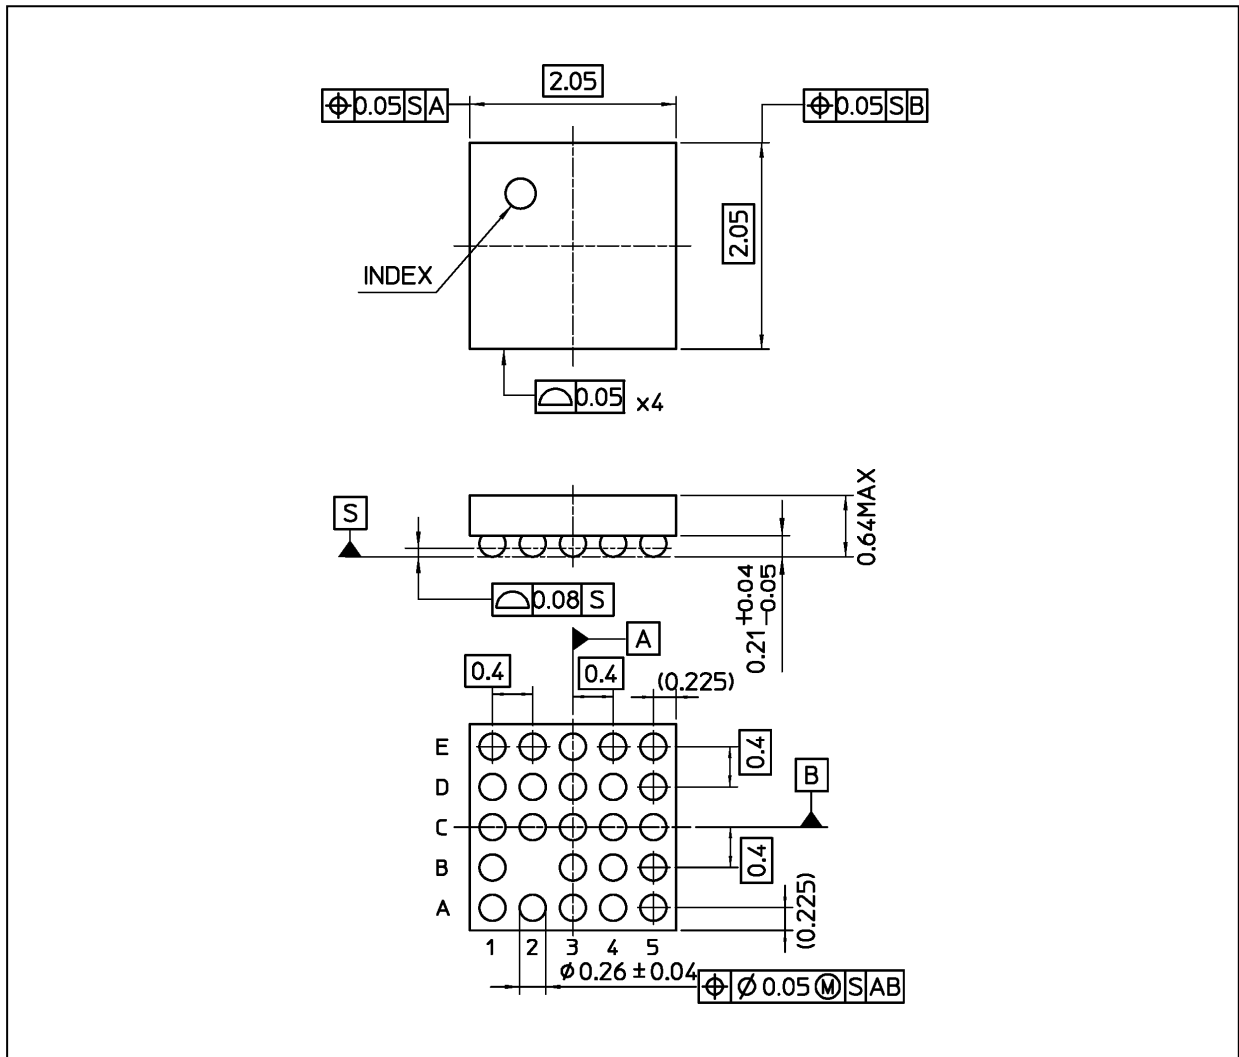 2.05
⌖ 0.05 S A
⌖ 0.05 S B
2.05
INDEX
⌓ 0.05 x4
S
0.64MAX
⌓ 0.08 S
0.21 +0.04 -0.05
A
0.4
0.4
(0.225)
E
0.4
D
B
C
B
0.4
A
(0.225)
1 2 3 4 5
⌀0.26±0.04
⌖ ⌀0.05 Ⓜ S AB